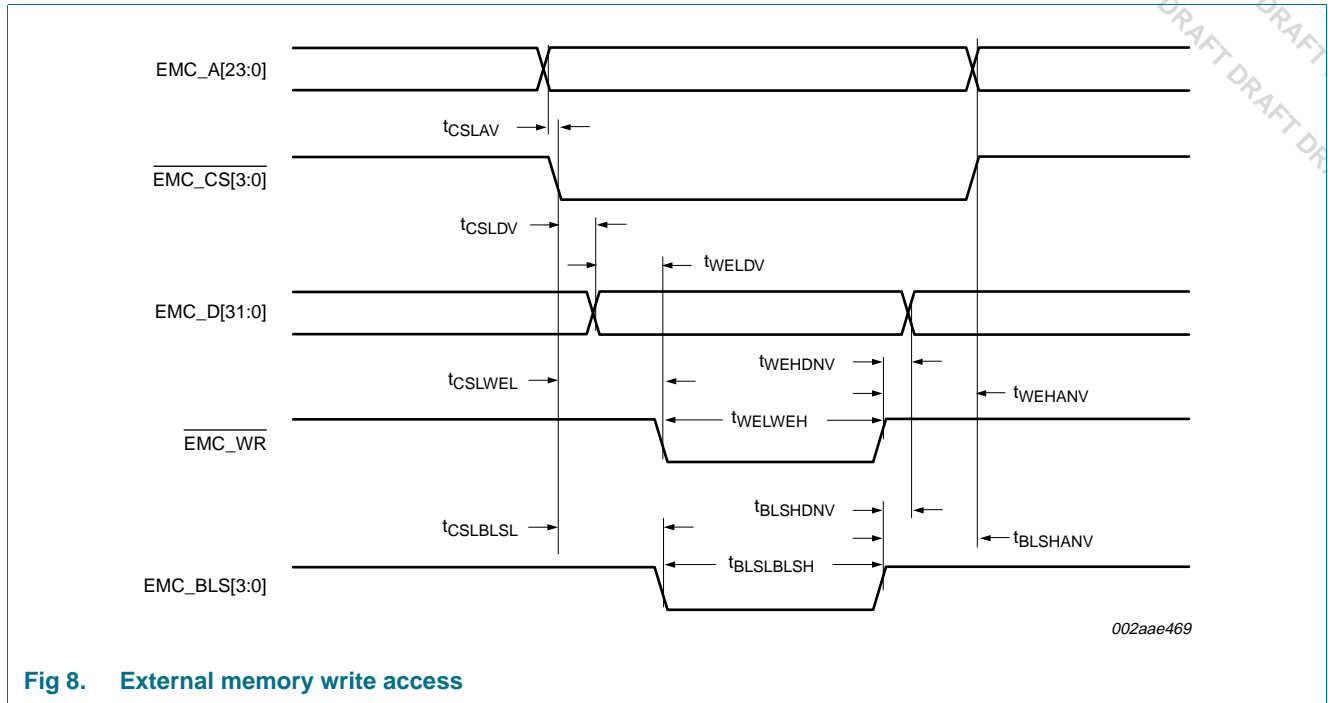 DRAFT DRAFT
DRAFT DRAFT DR
EMC_A[23:0]
tCSLAV
EMC_CS[3:0]
tCSLDV
tWELDV
EMC_D[31:0]
tWEHDNV
tCSLWEL
tWEHANV
tWELWEH
EMC_WR
tBLSHDNV
tCSLBLSL
tBLSHANV
tBLSLBLSH
EMC_BLS[3:0]
002aae469
Fig 8. External memory write access